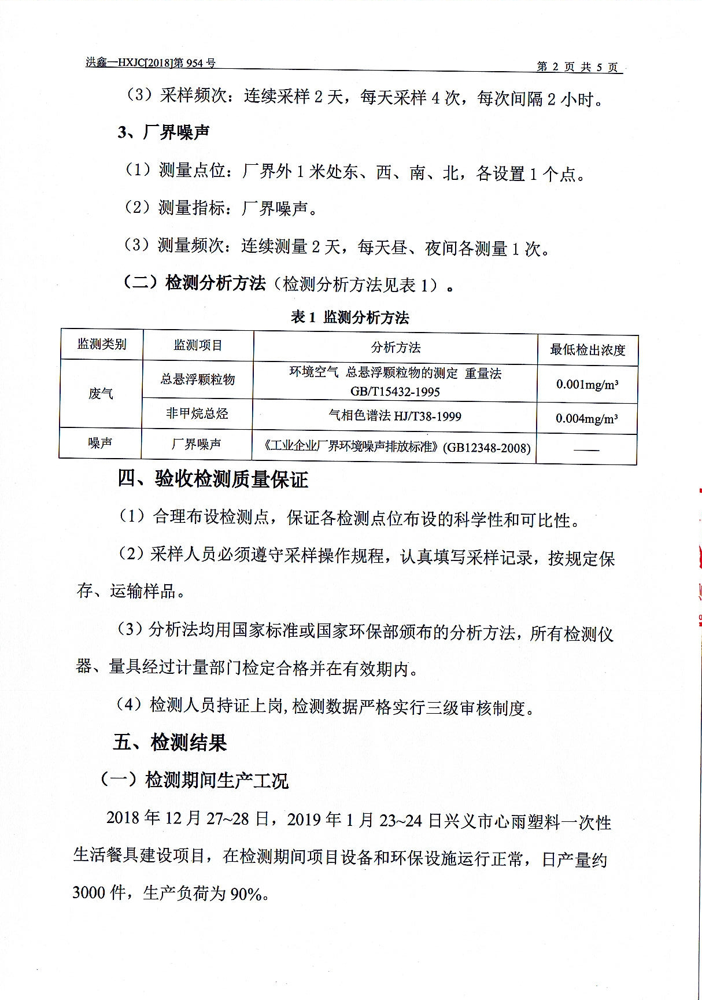 洪鑫—HXJC[2018]第 954 号
第 2 页 共 5 页
（3）采样频次：连续采样 2 天，每天采样 4 次，每次间隔 2 小时。
3、厂界噪声
（1）测量点位：厂界外 1 米处东、西、南、北，各设置 1 个点。
（2）测量指标：厂界噪声。
（3）测量频次：连续测量 2 天，每天昼、夜间各测量 1 次。
（二）检测分析方法（检测分析方法见表 1）。
表 1 监测分析方法
监测类别 监测项目 分析方法 最低检出浓度
废气 总悬浮颗粒物 环境空气 总悬浮颗粒物的测定 重量法
GB/T15432-1995 0.001mg/m³
非甲烷总烃 气相色谱法 HJ/T38-1999 0.004mg/m³
噪声 厂界噪声 《工业企业厂界环境噪声排放标准》(GB12348-2008) ——
四、验收检测质量保证
（1）合理布设检测点，保证各检测点位布设的科学性和可比性。
（2）采样人员必须遵守采样操作规程，认真填写采样记录，按规定保
存、运输样品。
（3）分析法均用国家标准或国家环保部颁布的分析方法，所有检测仪
器、量具经过计量部门检定合格并在有效期内。
（4）检测人员持证上岗,检测数据严格实行三级审核制度。
五、检测结果
（一）检测期间生产工况
2018 年 12 月 27~28 日，2019 年 1 月 23~24 日兴义市心雨塑料一次性
生活餐具建设项目，在检测期间项目设备和环保设施运行正常，日产量约
3000 件，生产负荷为 90%。